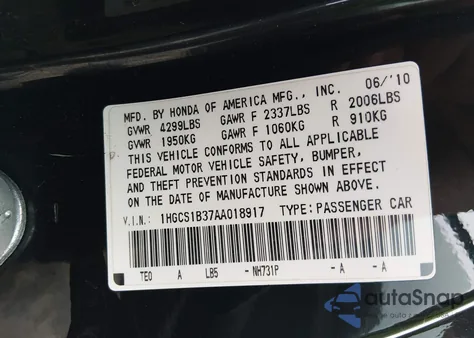 MFD. BY HONDA OF AMERICA MFG., INC. 06/'10
GVWR 4299LBS GAWR F 2337LBS R 2006LBS
GVWR 1950KG GAWR F 1060KG R 910KG
THIS VEHICLE CONFORMS TO ALL APPLICABLE
FEDERAL MOTOR VEHICLE SAFETY, BUMPER,
AND THEFT PREVENTION STANDARDS IN EFFECT
ON THE DATE OF MANUFACTURE SHOWN ABOVE.
V.I.N.: 1HGCS1B37AA018917 TYPE:PASSENGER CAR
TE0 A LB5 - NH731P - A - A
autaSnap